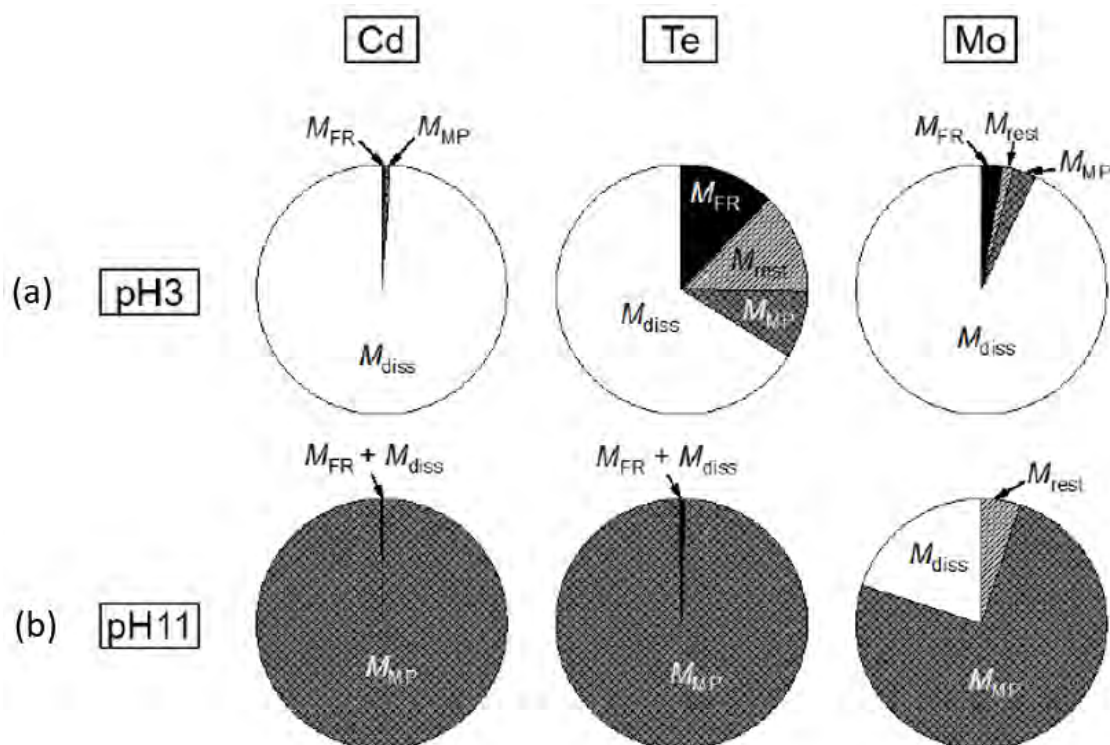 Cd Te Mo
M_FR M_MP M_FR M_rest M_MP
M_FR
M_rest
(a) pH3
M_MP
M_diss M_diss M_diss
M_FR + M_diss M_FR + M_diss M_rest
M_diss
(b) pH11
M_MP M_MP M_MP